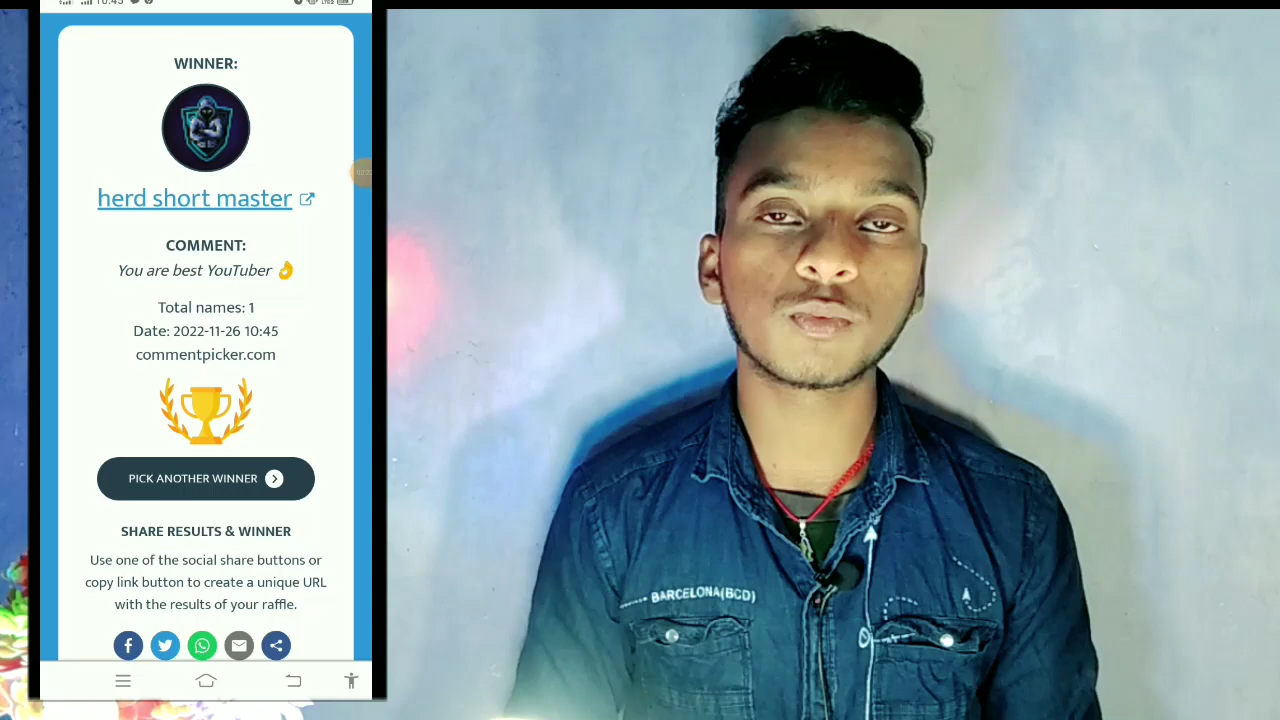 10:45
WINNER:
herd short master
COMMENT:
You are best YouTuber 👌
Total names: 1
Date: 2022-11-26 10:45
commentpicker.com
PICK ANOTHER WINNER
SHARE RESULTS & WINNER
Use one of the social share buttons or
copy link button to create a unique URL
with the results of your raffle.
BARCELONA(BCD)